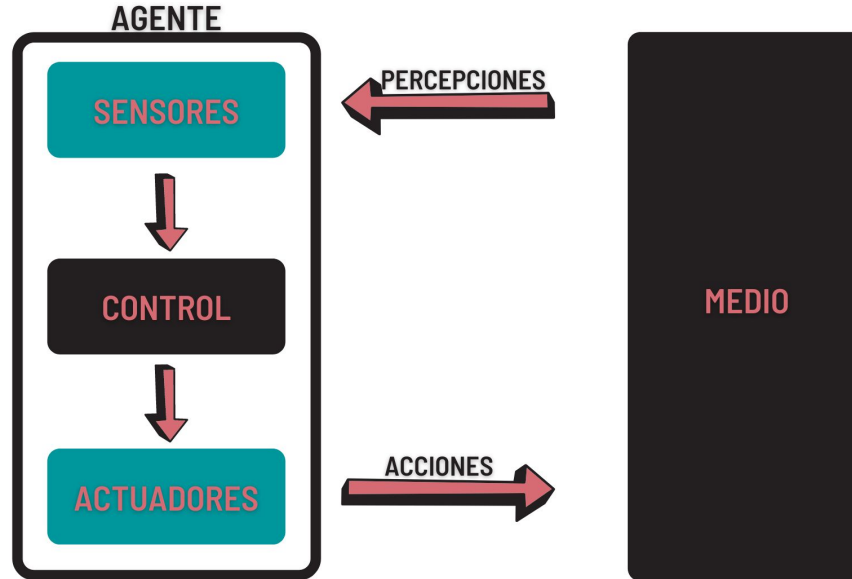 AGENTE
SENSORES
PERCEPCIONES
CONTROL
MEDIO
ACTUADORES
ACCIONES